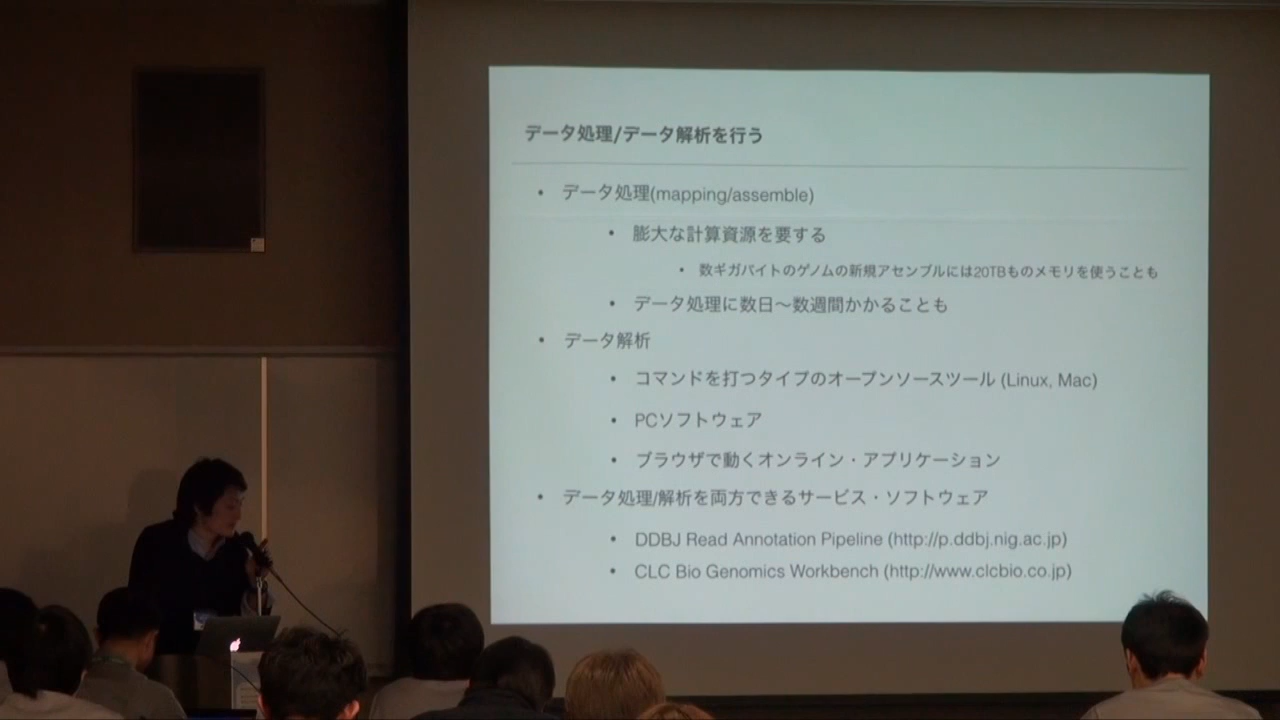 データ処理/データ解析を行う
• データ処理(mapping/assemble)
• 膨大な計算資源を要する
• 数ギガバイトのゲノムの新規アセンブルには20TBものメモリを使うことも
• データ処理に数日〜数週間かかることも
• データ解析
• コマンドを打つタイプのオープンソースツール (Linux, Mac)
• PCソフトウェア
• ブラウザで動くオンライン・アプリケーション
• データ処理/解析を両方できるサービス・ソフトウェア
• DDBJ Read Annotation Pipeline (http://p.ddbj.nig.ac.jp)
• CLC Bio Genomics Workbench (http://www.clcbio.co.jp)